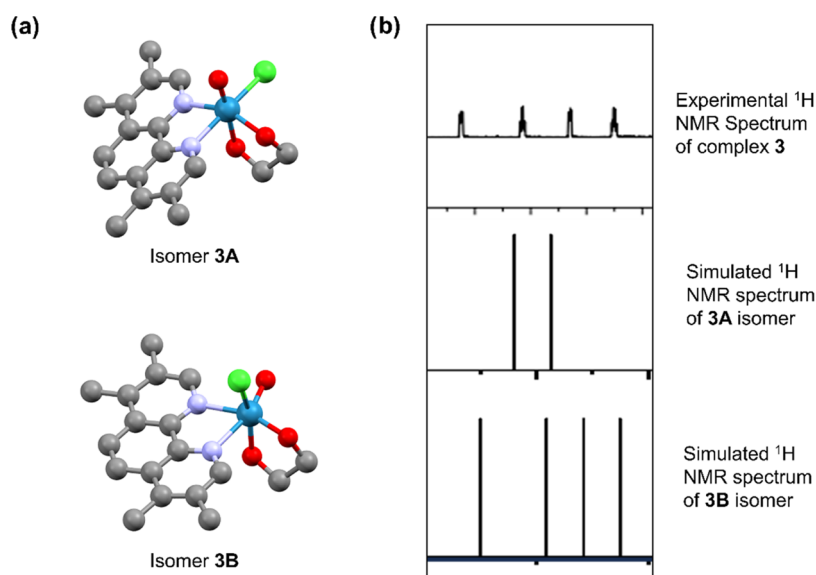 (a)
Isomer 3A
Isomer 3B
(b)
Experimental ¹H
NMR Spectrum
of complex 3
Simulated ¹H
NMR spectrum
of 3A isomer
Simulated ¹H
NMR spectrum
of 3B isomer